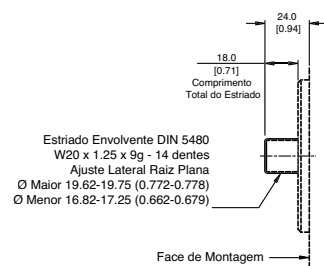 24.0
[0.94]
18.0
[0.71]
Comprimento
Total do Estriado
Estriado Envolvente DIN 5480
W20 x 1.25 x 9g - 14 dentes
Ajuste Lateral Raiz Plana
Ø Maior 19.62-19.75 (0.772-0.778)
Ø Menor 16.82-17.25 (0.662-0.679)
Face de Montagem